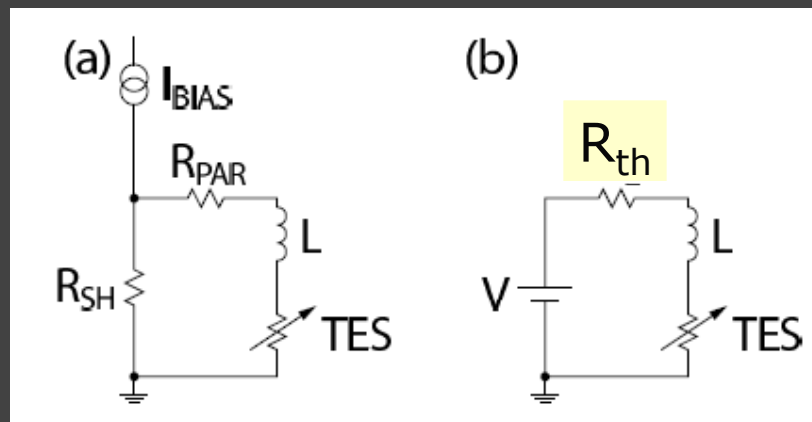 (a)
I_BIAS
R_PAR
L
R_SH
TES
(b)
R_th
L
V
TES